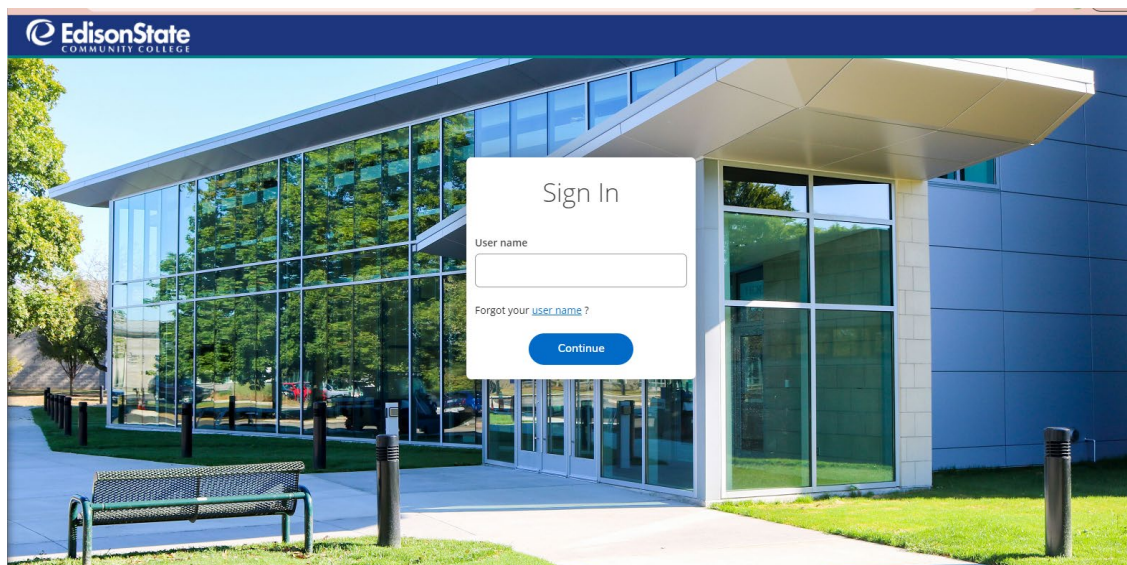 EdisonState
COMMUNITY COLLEGE
Sign In
User name
Forgot your user name ?
Continue